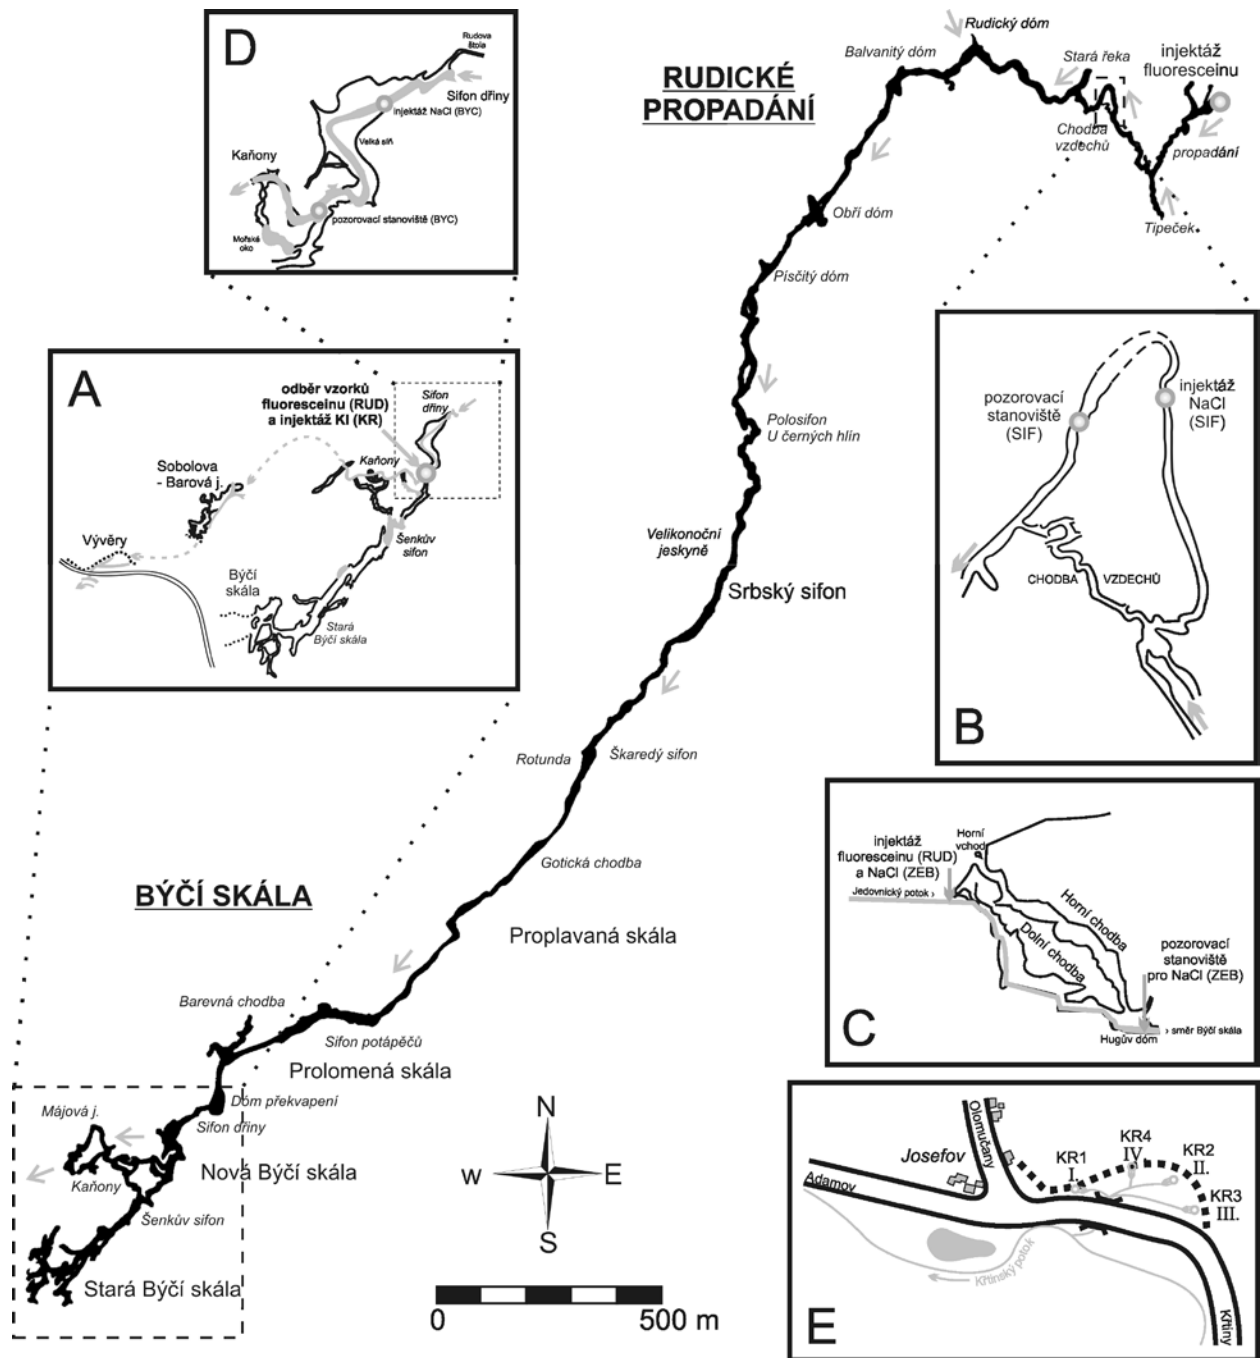 D
Rudova
štola
Sifon dřiny
injektáž NaCl (BYC)
Velká síň
Kaňony
pozorovací stanoviště (BYC)
Mořské
oko
RUDICKÉ
PROPADÁNÍ
Rudický dóm
Balvanitý dóm
Stará řeka
injektáž
fluoresceinu
Chodba
vzdechů
propadání
Tipeček
Obří dóm
Písčitý dóm
Polosifon
U černých hlin
Velikonoční
jeskyně
Srbský sifon
Rotunda
Škaredý sifon
Gotická chodba
Proplavaná skála
BÝČÍ SKÁLA
Barevná chodba
Sifon potápěčů
Prolomená skála
Dóm překvapení
Sifon dřiny
Májová j.
Nová Býčí skála
Kaňony
Šenkův sifon
Stará Býčí skála
A
odběr vzorků
fluoresceinu (RUD)
a injektáž KI (KR)
Sifon
dřiny
Sobolova
- Barová j.
Kaňony
Šenkův
sifon
Vývěry
Býčí
skála
Stará
Býčí skála
pozorovací
stanoviště
(SIF)
injektáž
NaCl
(SIF)
CHODBA VZDECHŮ
B
injektáž
fluoresceinu (RUD)
a NaCl (ZEB)
Horní
vchod
Jedovnický potok ›
Horní chodba
Dolní chodba
pozorovací
stanoviště
pro NaCl (ZEB)
› směr Býčí skála
Hugův dóm
C
Olomučany
Josefov
Adamov
KR1
I.
KR4
IV.
KR2
II.
KR3
III.
Křtinský potok
Křtiny
E
N
W E
S
0 500 m